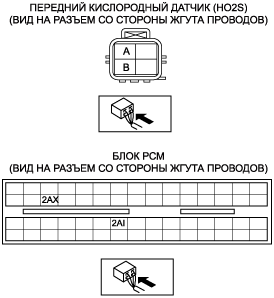 ПЕРЕДНИЙ КИСЛОРОДНЫЙ ДАТЧИК (HO2S)
(ВИД НА РАЗЪЕМ СО СТОРОНЫ ЖГУТА ПРОВОДОВ)
A
B
БЛОК PCM
(ВИД НА РАЗЪЕМ СО СТОРОНЫ ЖГУТА ПРОВОДОВ)
2AX
2AI